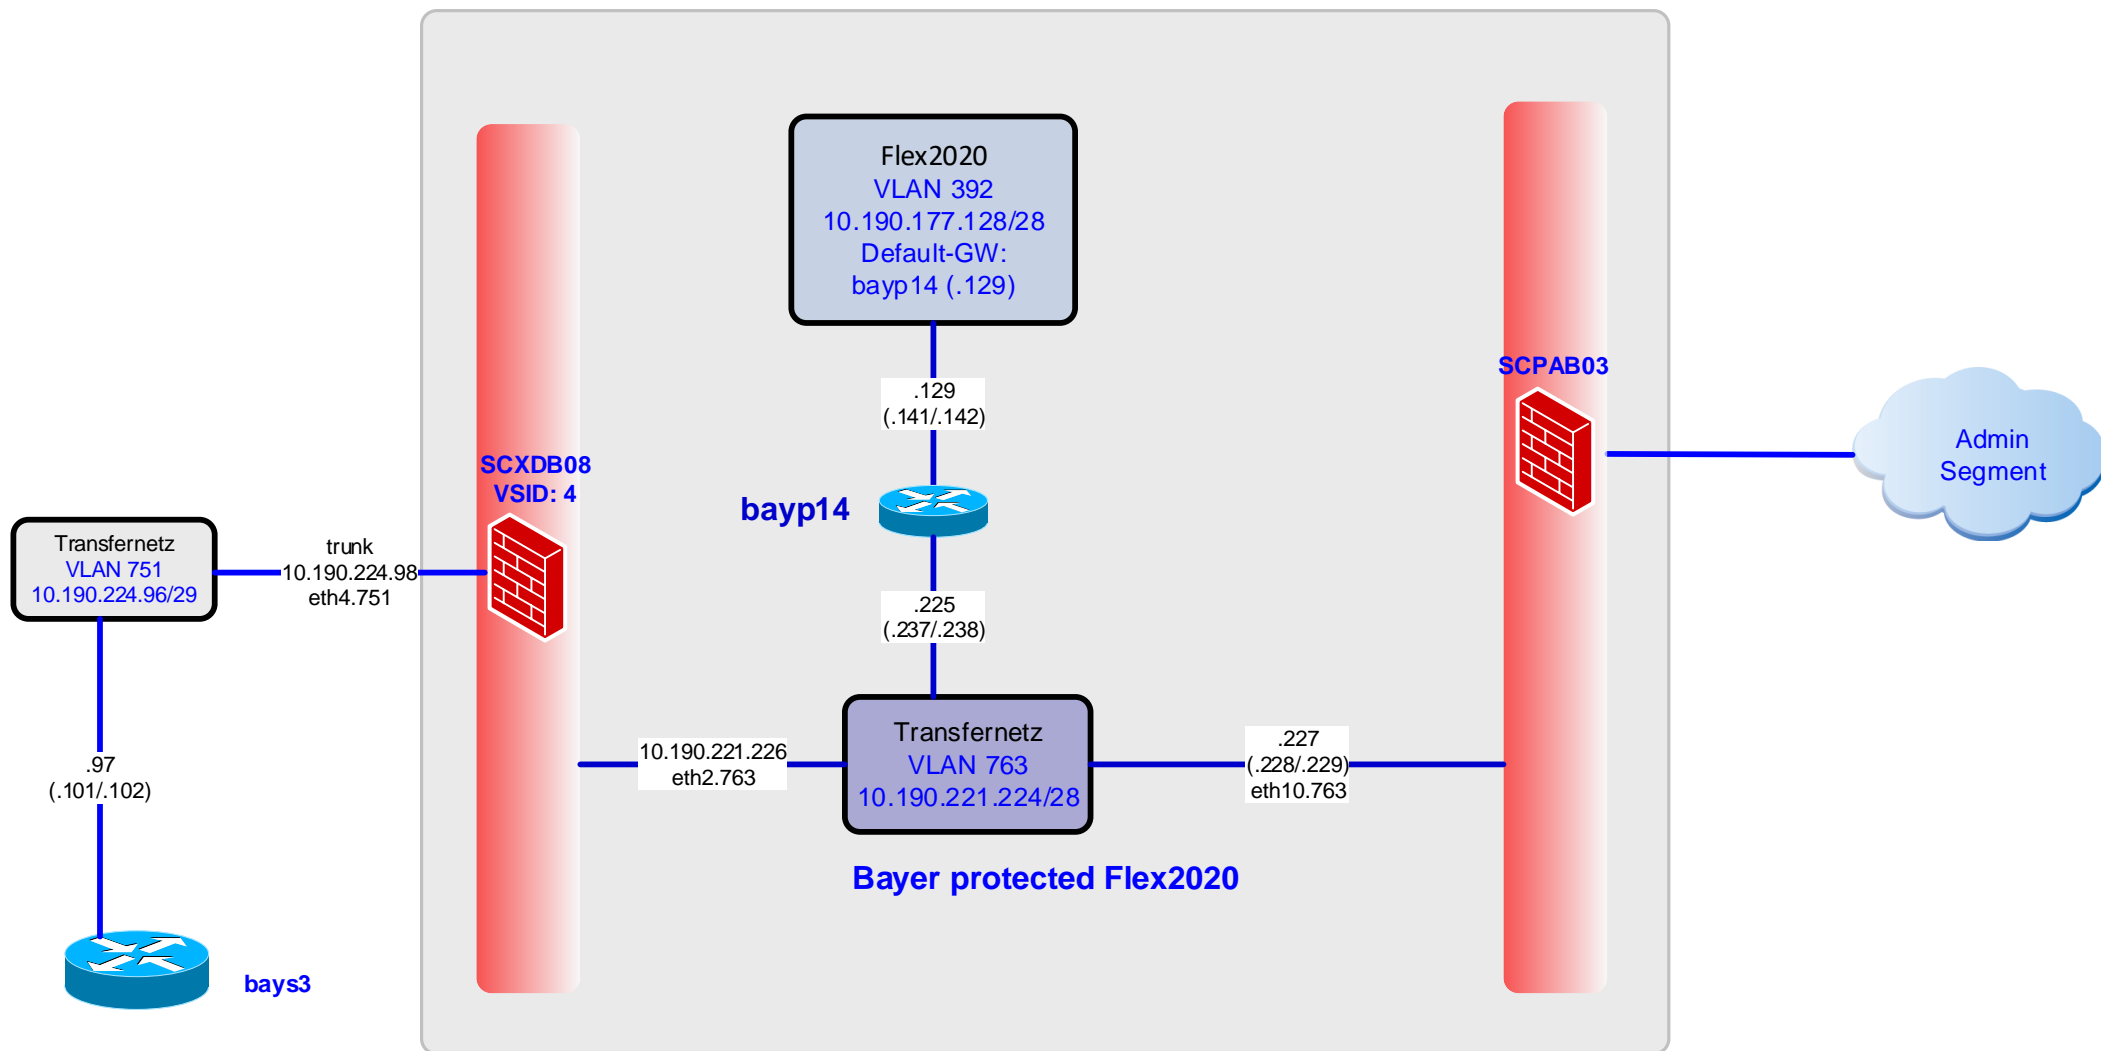 Flex2020
VLAN 392
10.190.177.128/28
Default-GW:
bayp14 (.129)
.129
(.141/.142)
SCPAB03
Admin
Segment
SCXDB08
VSID: 4
bayp14
Transfernetz
VLAN 751
10.190.224.96/29
trunk
10.190.224.98
eth4.751
.225
(.237/.238)
.97
(.101/.102)
10.190.221.226
eth2.763
Transfernetz
VLAN 763
10.190.221.224/28
.227
(.228/.229)
eth10.763
Bayer protected Flex2020
bays3